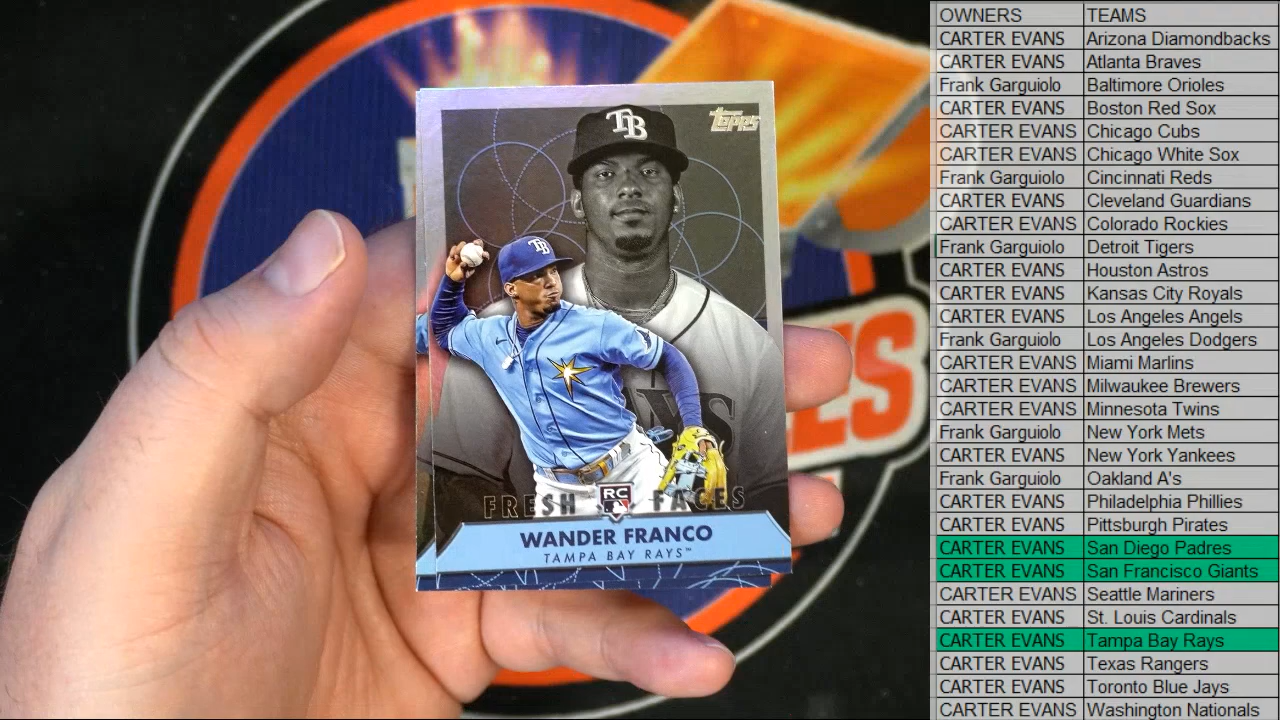 Topps
TB
TB
FRESH RC FACES
WANDER FRANCO
TAMPA BAY RAYS™
OWNERS TEAMS
CARTER EVANS Arizona Diamondbacks
CARTER EVANS Atlanta Braves
Frank Garguiolo Baltimore Orioles
CARTER EVANS Boston Red Sox
CARTER EVANS Chicago Cubs
CARTER EVANS Chicago White Sox
Frank Garguiolo Cincinnati Reds
CARTER EVANS Cleveland Guardians
CARTER EVANS Colorado Rockies
Frank Garguiolo Detroit Tigers
CARTER EVANS Houston Astros
CARTER EVANS Kansas City Royals
CARTER EVANS Los Angeles Angels
Frank Garguiolo Los Angeles Dodgers
CARTER EVANS Miami Marlins
CARTER EVANS Milwaukee Brewers
CARTER EVANS Minnesota Twins
Frank Garguiolo New York Mets
CARTER EVANS New York Yankees
Frank Garguiolo Oakland A's
CARTER EVANS Philadelphia Phillies
CARTER EVANS Pittsburgh Pirates
CARTER EVANS San Diego Padres
CARTER EVANS San Francisco Giants
CARTER EVANS Seattle Mariners
CARTER EVANS St. Louis Cardinals
CARTER EVANS Tampa Bay Rays
CARTER EVANS Texas Rangers
CARTER EVANS Toronto Blue Jays
CARTER EVANS Washington Nationals